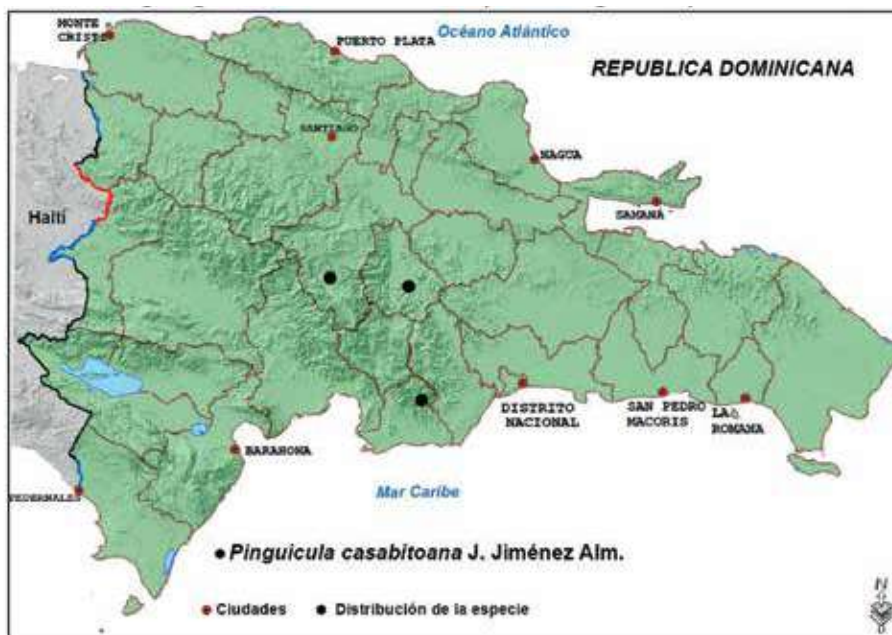 MONTE
CRISTI
PUERTO PLATA
Océano Atlántico
REPUBLICA DOMINICANA
SANTIAGO
NAGUA
SAMANA
Haití
DISTRITO
NACIONAL
SAN PEDRO
MACORIS
LA
ROMANA
BARAHONA
PEDERNALES
Mar Caribe
• Pinguicula casabitoana J. Jiménez Alm.
Ciudades
Distribución de la especie
N